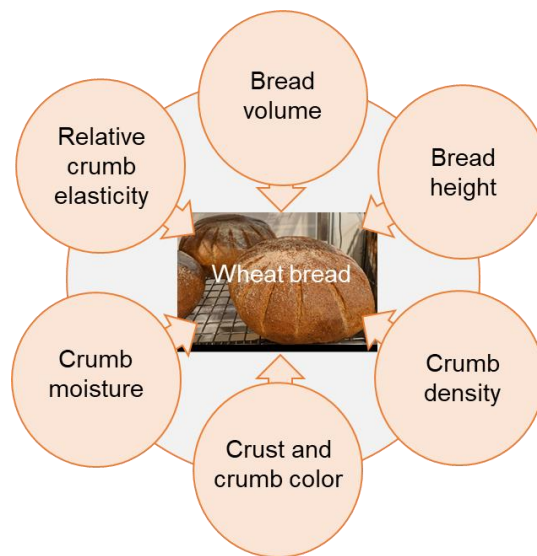 Bread
volume
Bread
height
Crumb
density
Crust and
crumb color
Crumb
moisture
Relative
crumb
elasticity
Wheat bread